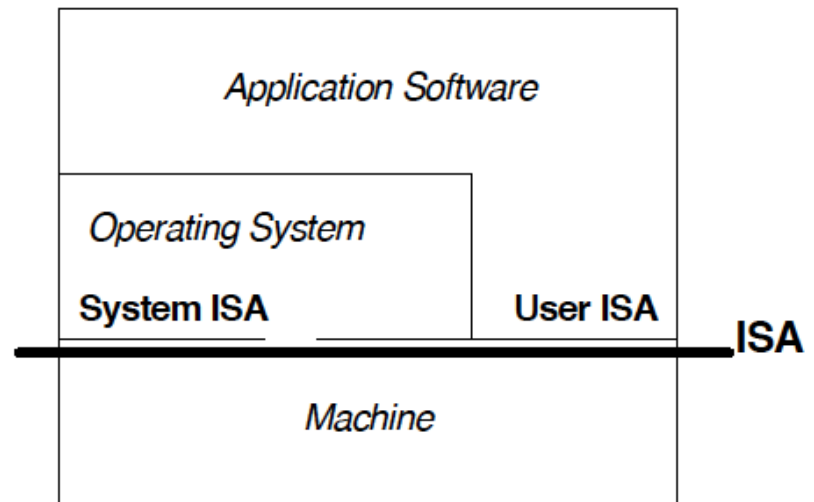 Application Software
Operating System
System ISA
User ISA
ISA
Machine